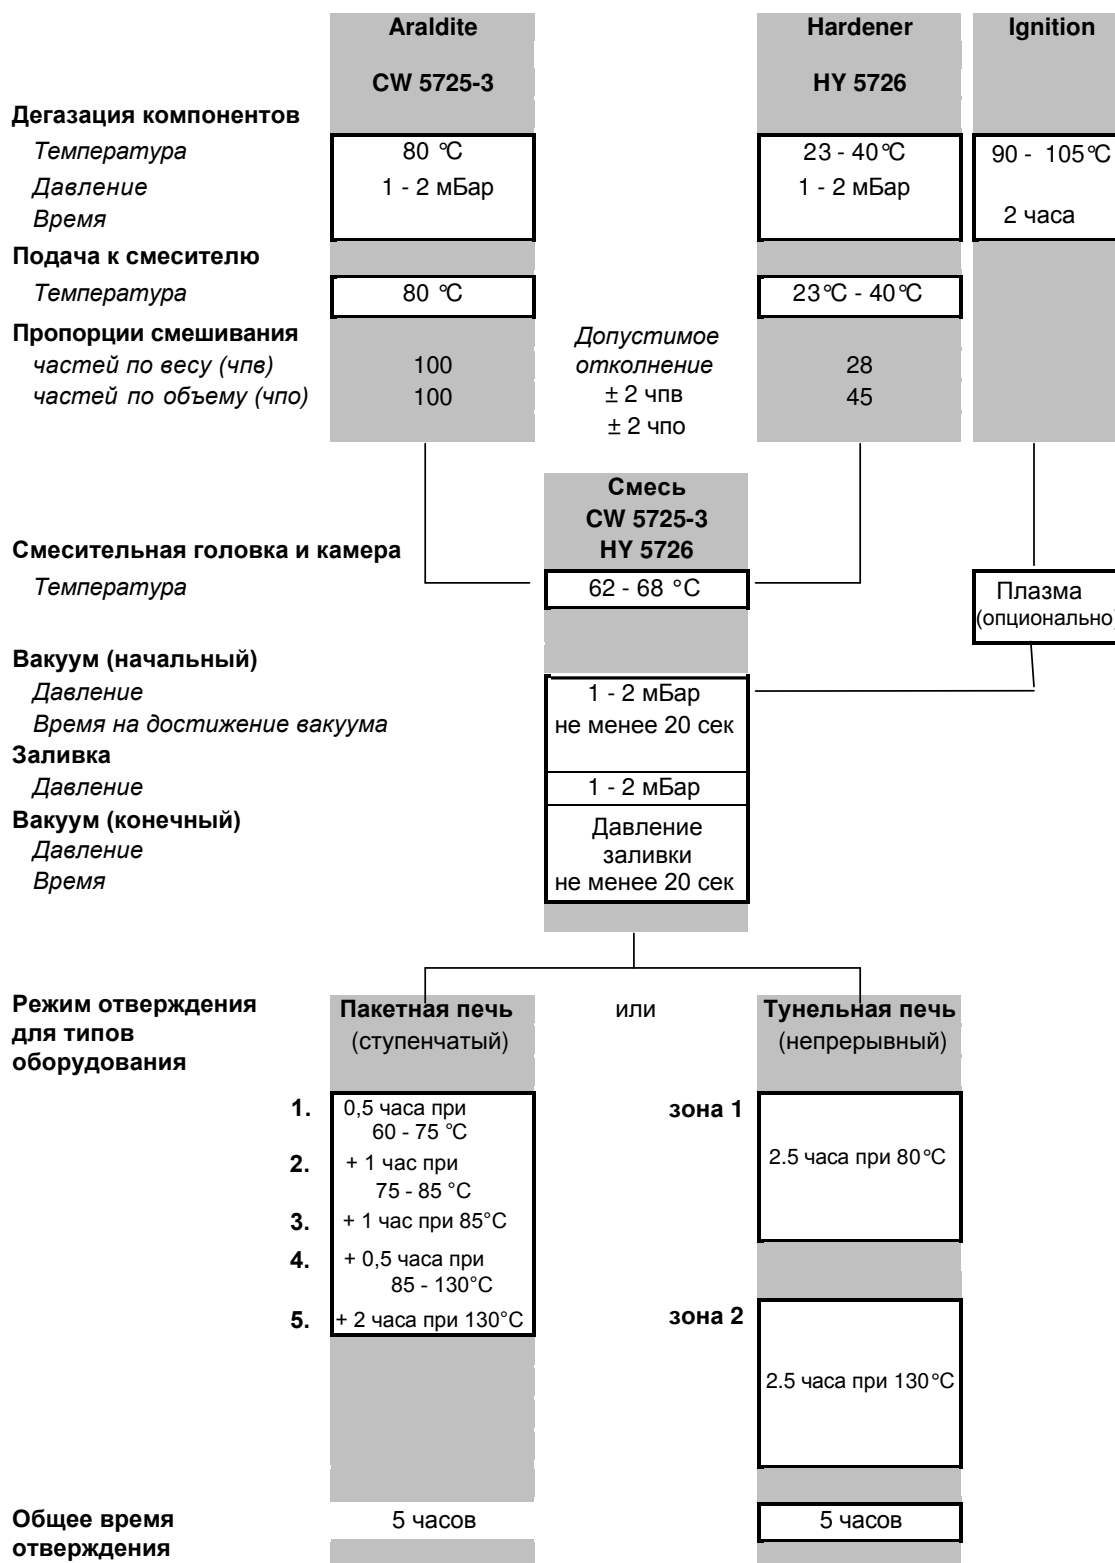 Araldite Hardener Ignition
CW 5725-3 HY 5726
Дегазация компонентов
Температура 80 °C 23 - 40°C 90 - 105°C
Давление 1 - 2 мБар 1 - 2 мБар
Время 2 часа
Подача к смесителю
Температура 80 °C 23°C - 40°C
Пропорции смешивания Допустимое
частей по весу (чпв) 100 отколнение 28
частей по объему (чпо) 100 ± 2 чпв 45
± 2 чпо
Смесь
CW 5725-3
Смесительная головка и камера HY 5726
Температура 62 - 68 °C Плазма
(опционально)
Вакуум (начальный)
Давление 1 - 2 мБар
Время на достижение вакуума не менее 20 сек
Заливка
Давление 1 - 2 мБар
Вакуум (конечный) Давление
Давление заливки
Время не менее 20 сек
Режим отверждения Пакетная печь или Тунельная печь
для типов (ступенчатый) (непрерывный)
оборудования
1. 0,5 часа при зона 1
60 - 75 °C
2. + 1 час при 2.5 часа при 80°C
75 - 85 °C
3. + 1 час при 85°C
4. + 0,5 часа при
85 - 130°C
5. + 2 часа при 130°C зона 2
2.5 часа при 130°C
Общее время 5 часов 5 часов
отверждения